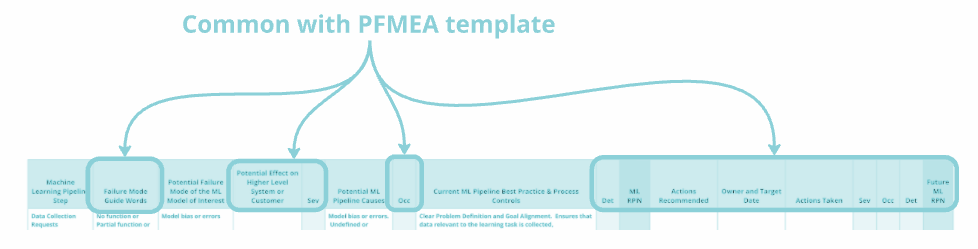 Common with PFMEA template
Machine
Learning Pipeline
Step
Failure Mode
Guide Words
Potential Failure
Mode of the ML
Model of Interest
Potential Effect on
Higher Level
System or
Customer
Sev
Potential ML
Pipeline Causes
Occ
Current ML Pipeline Best Practice & Process
Controls
Det
ML
RPN
Actions
Recommended
Owner and Target
Date
Actions Taken
Sev
Occ
Det
Future
ML
RPN
Data Collection
Requests
No function or
Partial function or
Model bias or errors
Model bias or errors.
Undefined or
Clear Problem Definition and Goal Alignment. Ensures that
data relevant to the learning task is collected.